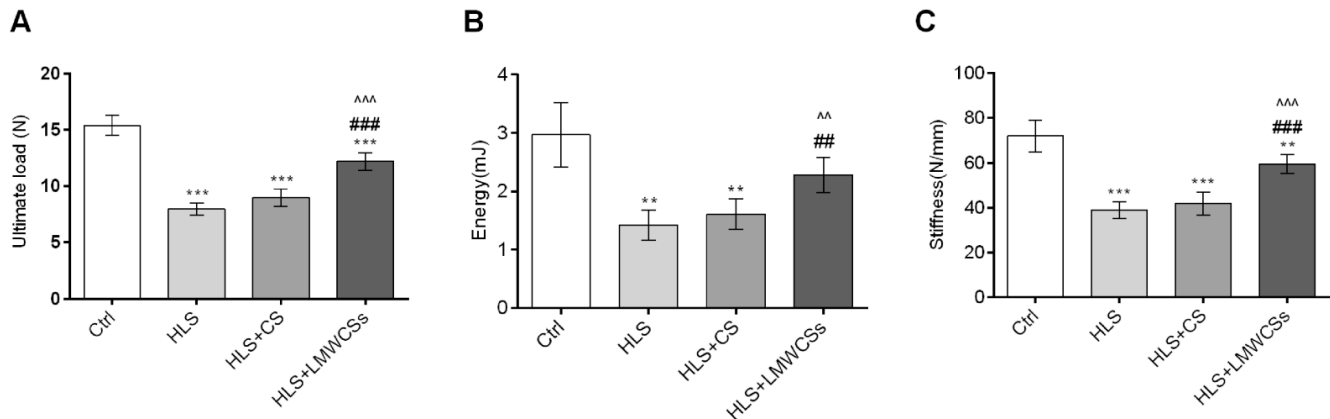 A
Ultimate load (N)
20
15
10
5
0
***
***
^^^
###
***
Ctrl
HLS
HLS+CS
HLS+LMWCSs
B
Energy(mJ)
4
3
2
1
0
**
**
^^
##
Ctrl
HLS
HLS+CS
HLS+LMWCSs
C
Stiffness(N/mm)
100
80
60
40
20
0
***
***
^^^
###
**
Ctrl
HLS
HLS+CS
HLS+LMWCSs